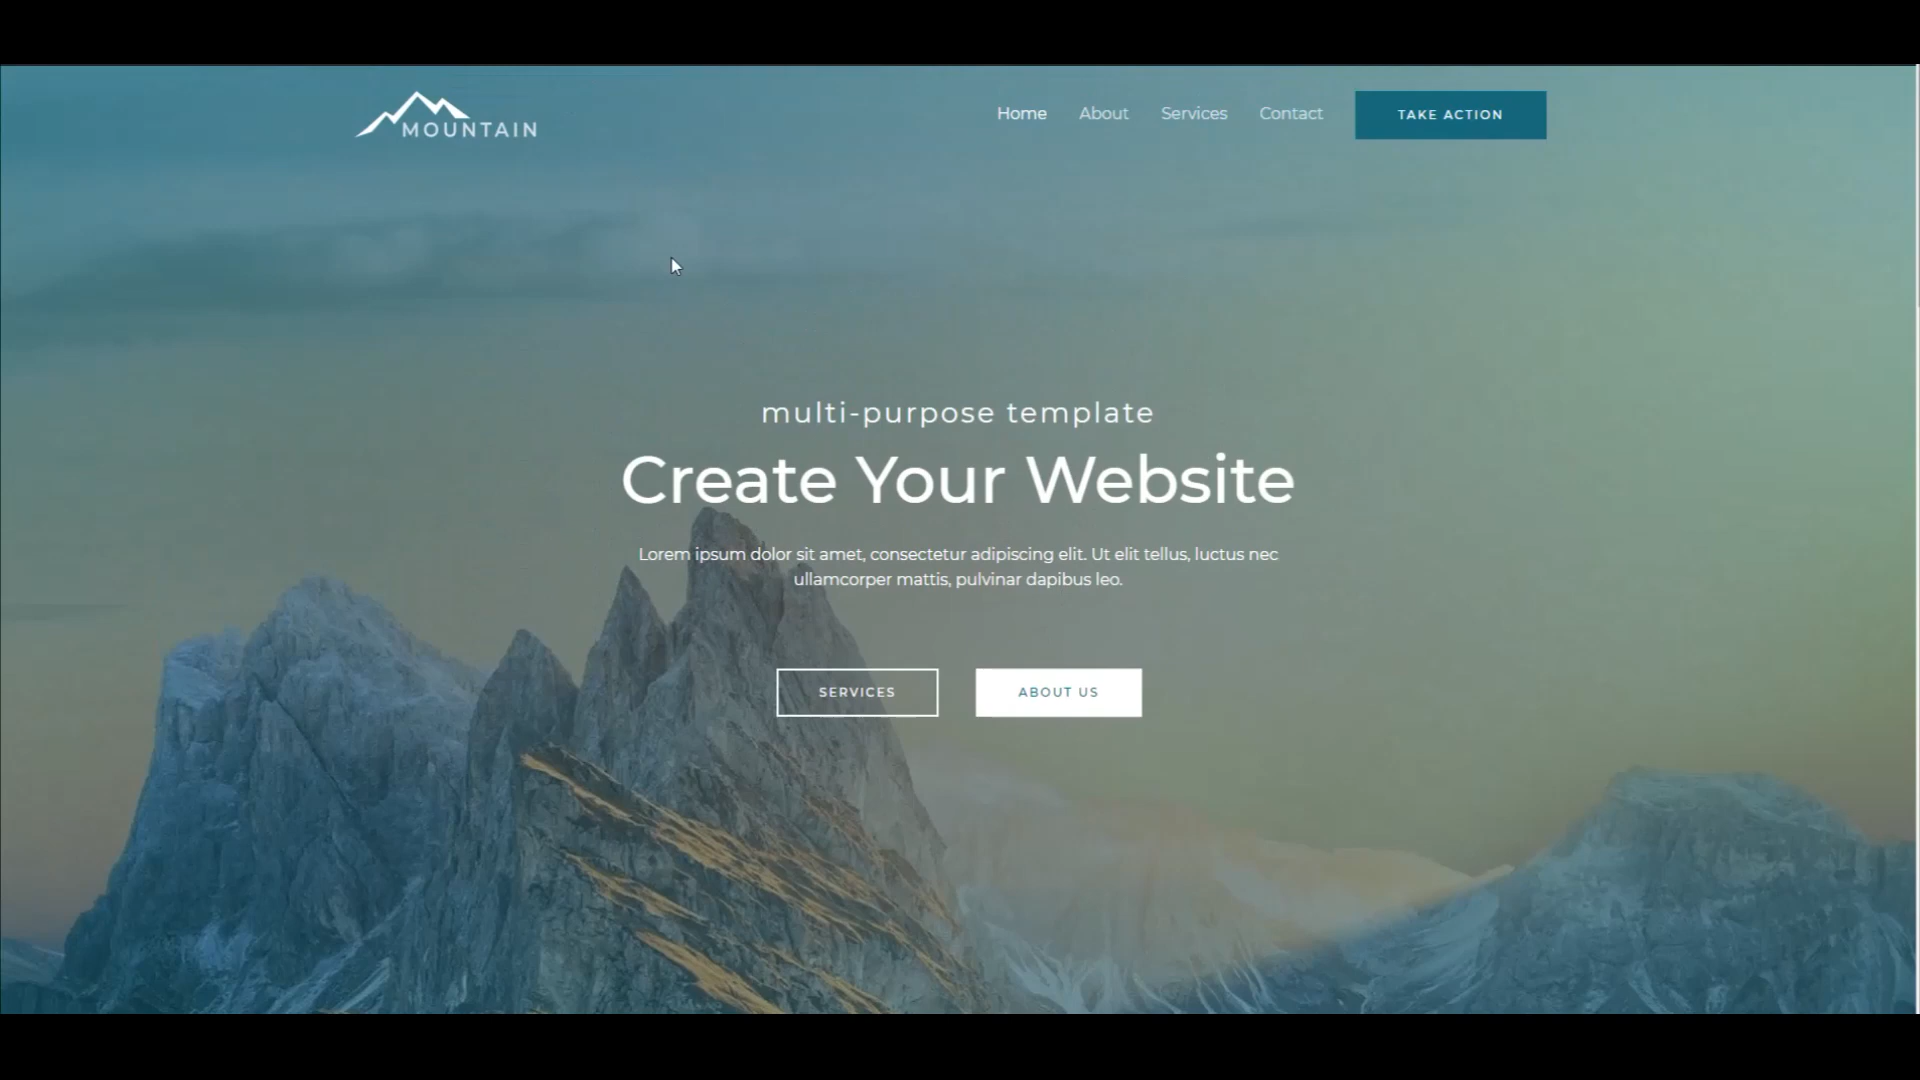 MOUNTAIN
Home About Services Contact TAKE ACTION
multi-purpose template
Create Your Website
Lorem ipsum dolor sit amet, consectetur adipiscing elit. Ut elit tellus, luctus nec
ullamcorper mattis, pulvinar dapibus leo.
SERVICES ABOUT US